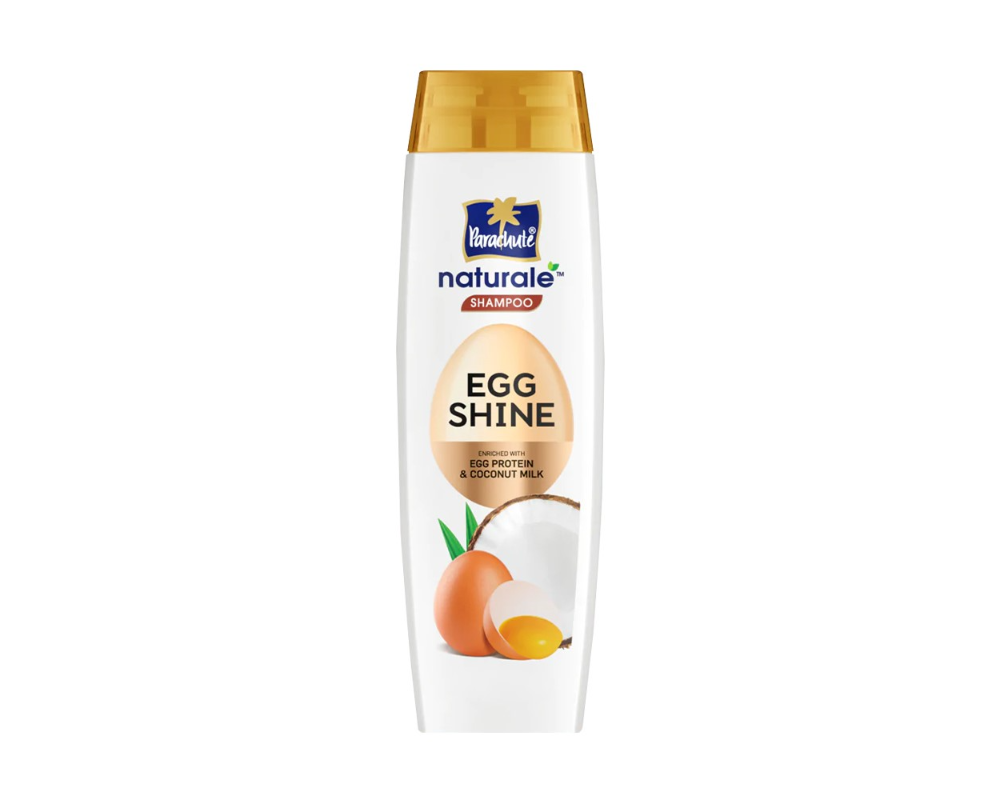 Parachute®
naturale™
SHAMPOO
EGG
SHINE
ENRICHED WITH
EGG PROTEIN
& COCONUT MILK